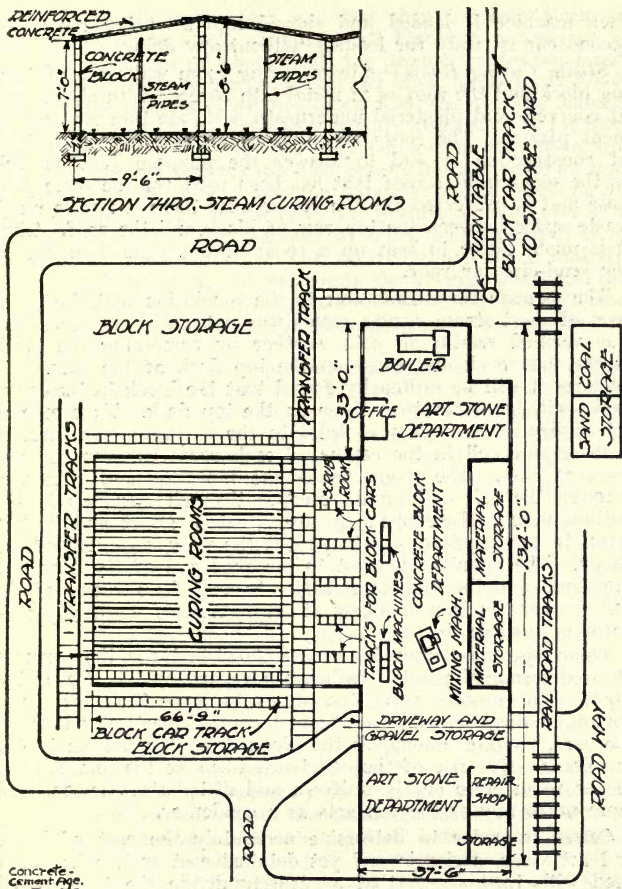 REINFORCED
CONCRETE
CONCRETE
BLOCK
STEAM
PIPES
STEAM
PIPES
7'-0"
8'-6"
9'-6"
SECTION THRO. STEAM CURING ROOMS
ROAD
ROAD
TURN TABLE
BLOCK CAR TRACK-
TO STORAGE YARD
BLOCK STORAGE
TRANSFER TRACK
33'-0"
BOILER
OFFICE
ART STONE
DEPARTMENT
SAND
COAL
STORAGE
TRANSFER TRACKS
CURING ROOMS
SCRUB
ROOM
TRACKS FOR BLOCK CARS
BLOCK MACHINES
CONCRETE BLOCK
DEPARTMENT
MIXING MACH.
MATERIAL
STORAGE
MATERIAL
STORAGE
134'-0"
RAIL ROAD TRACKS
ROAD
66'-9"
BLOCK CAR TRACK
BLOCK STORAGE
DRIVEWAY AND
GRAVEL STORAGE
ART STONE
DEPARTMENT
REPAIR
SHOP
STORAGE
ROAD WAY
ROAD
37'-6"
Concrete-
Cement Age.